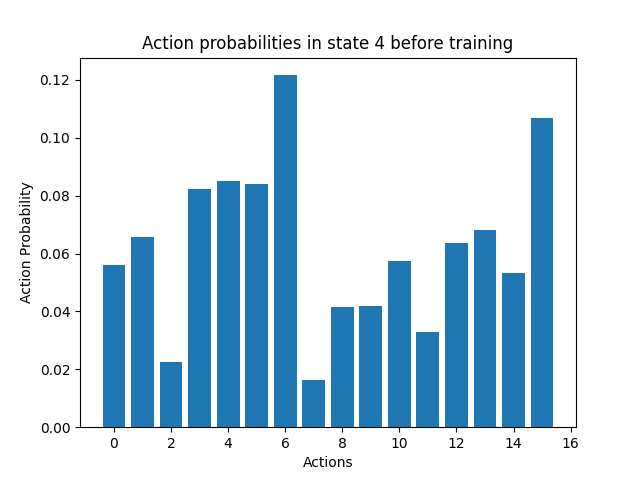 Action probabilities in state 4 before training
0.12
0.10
0.08
0.06
0.04
0.02
0.00
Action Probability
0 2 4 6 8 10 12 14 16
Actions